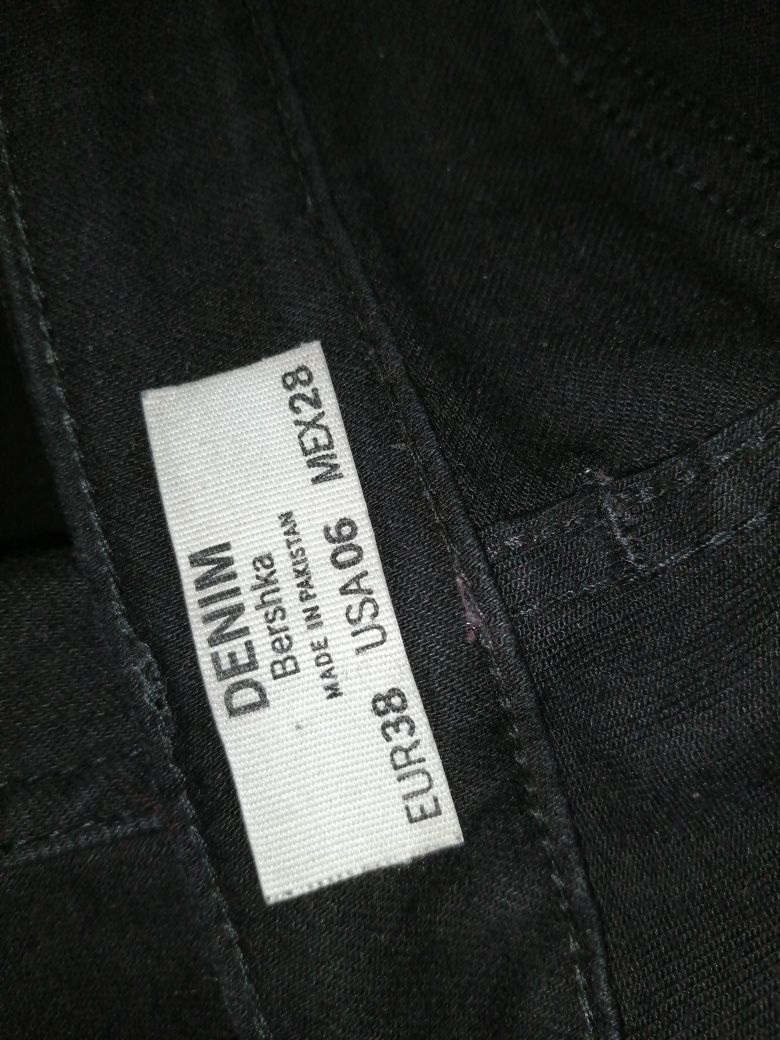 DENIM
Bershka
MADE IN PAKISTAN
EUR38 USA06 MEX28